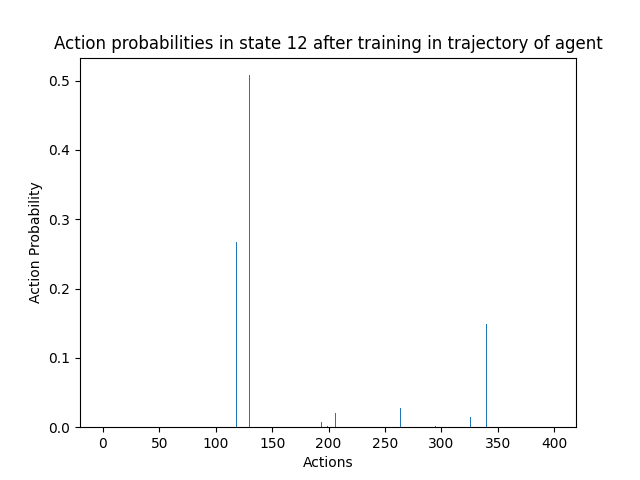 Action probabilities in state 12 after training in trajectory of agent
0.5
0.4
0.3
0.2
0.1
0.0
Action Probability
0 50 100 150 200 250 300 350 400
Actions